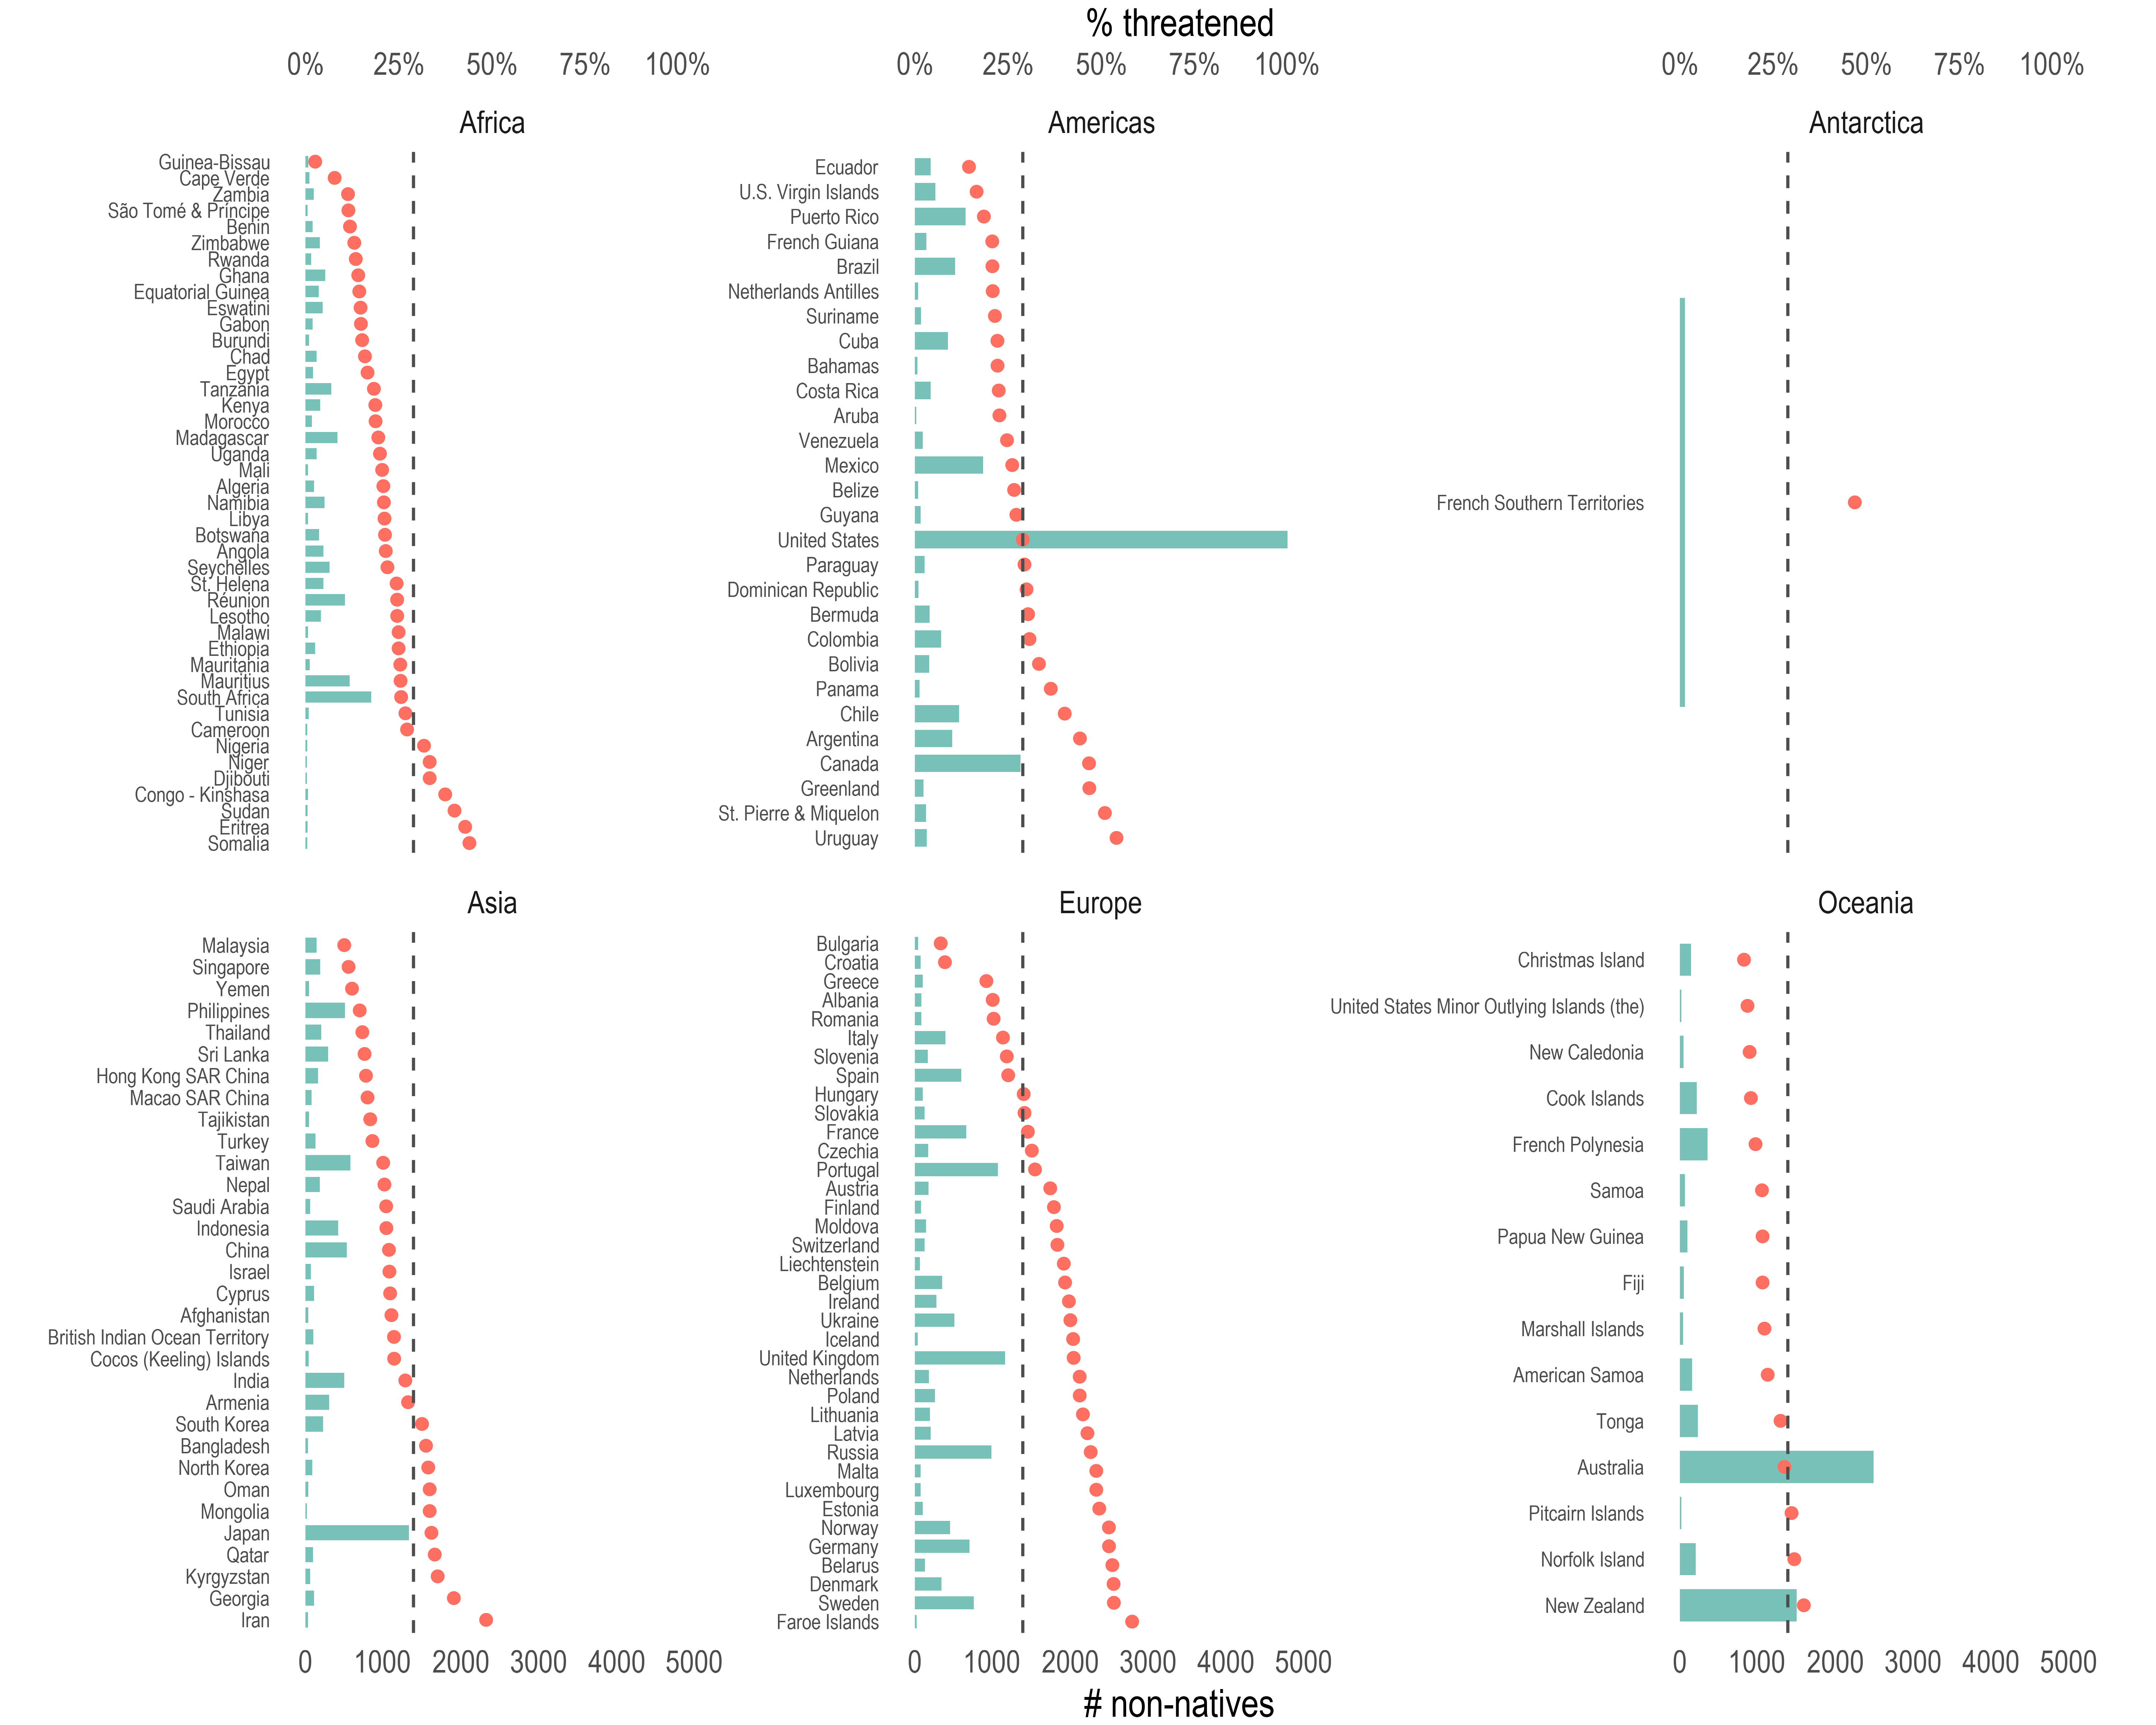 % threatened
0% 25% 50% 75% 100% 0% 25% 50% 75% 100% 0% 25% 50% 75% 100%
Africa
Guinea-Bissau
Cape Verde
Zambia
São Tomé & Príncipe
Benin
Zimbabwe
Rwanda
Ghana
Equatorial Guinea
Eswatini
Gabon
Burundi
Chad
Egypt
Tanzania
Kenya
Morocco
Madagascar
Uganda
Mali
Algeria
Namibia
Libya
Botswana
Angola
Seychelles
St. Helena
Réunion
Lesotho
Malawi
Ethiopia
Mauritania
Mauritius
South Africa
Tunisia
Cameroon
Nigeria
Niger
Djibouti
Congo - Kinshasa
Sudan
Eritrea
Somalia
Americas
Ecuador
U.S. Virgin Islands
Puerto Rico
French Guiana
Brazil
Netherlands Antilles
Suriname
Cuba
Bahamas
Costa Rica
Aruba
Venezuela
Mexico
Belize
Guyana
United States
Paraguay
Dominican Republic
Bermuda
Colombia
Bolivia
Panama
Chile
Argentina
Canada
Greenland
St. Pierre & Miquelon
Uruguay
Antarctica
French Southern Territories
Asia
Malaysia
Singapore
Yemen
Philippines
Thailand
Sri Lanka
Hong Kong SAR China
Macao SAR China
Tajikistan
Turkey
Taiwan
Nepal
Saudi Arabia
Indonesia
China
Israel
Cyprus
Afghanistan
British Indian Ocean Territory
Cocos (Keeling) Islands
India
Armenia
South Korea
Bangladesh
North Korea
Oman
Mongolia
Japan
Qatar
Kyrgyzstan
Georgia
Iran
Europe
Bulgaria
Croatia
Greece
Albania
Romania
Italy
Slovenia
Spain
Hungary
Slovakia
France
Czechia
Portugal
Austria
Finland
Moldova
Switzerland
Liechtenstein
Belgium
Ireland
Ukraine
Iceland
United Kingdom
Netherlands
Poland
Lithuania
Latvia
Russia
Malta
Luxembourg
Estonia
Norway
Germany
Belarus
Denmark
Sweden
Faroe Islands
Oceania
Christmas Island
United States Minor Outlying Islands (the)
New Caledonia
Cook Islands
French Polynesia
Samoa
Papua New Guinea
Fiji
Marshall Islands
American Samoa
Tonga
Australia
Pitcairn Islands
Norfolk Island
New Zealand
0 1000 2000 3000 4000 5000 0 1000 2000 3000 4000 5000 0 1000 2000 3000 4000 5000
# non-natives